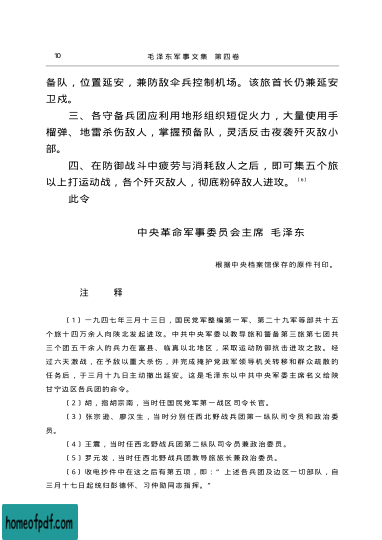 10
毛泽东军事文集 第四卷
备队，位置延安，兼防敌伞兵控制机场。该旅首长仍兼延安
卫戍。
三、各守备兵团应利用地形组织短促火力，大量使用手
榴弹、地雷杀伤敌人，掌握预备队，灵活反击夜袭歼灭敌小
部。
四、在防御战斗中疲劳与消耗敌人之后，即可集五个旅
以上打运动战，各个歼灭敌人，彻底粉碎敌人进攻。〔6〕
此令
中央革命军事委员会主席 毛泽东
根据中央档案馆保存的原件刊印。
注 释
〔1〕一九四七年三月十三日，国民党军整编第一军、第二十九军等部共十五
个旅十四万余人向陕北发起进攻。中共中央军委以教导旅和警备第三旅第七团共
三个团五千余人的兵力在富县、临真以北地区，采取运动防御抗击进攻之敌。经
过六天激战，在予敌以重大杀伤，并完成掩护党政军领导机关转移和群众疏散的
任务后，于三月十九日主动撤出延安。这是毛泽东以中共中央军委主席名义给陕
甘宁边区各兵团的命令。
〔2〕胡，指胡宗南，当时任国民党军第一战区司令长官。
〔3〕张宗逊、廖汉生，当时分别任西北野战兵团第一纵队司令员和政治委
员。
〔4〕王震，当时任西北野战兵团第二纵队司令员兼政治委员。
〔5〕罗元发，当时任西北野战兵团教导旅旅长兼政治委员。
〔6〕收电抄件中在这之后有第五项，即：“上述各兵团及边区一切部队，自
三月十七日起统归彭德怀、习仲勋同志指挥。”
homeofpdf.com